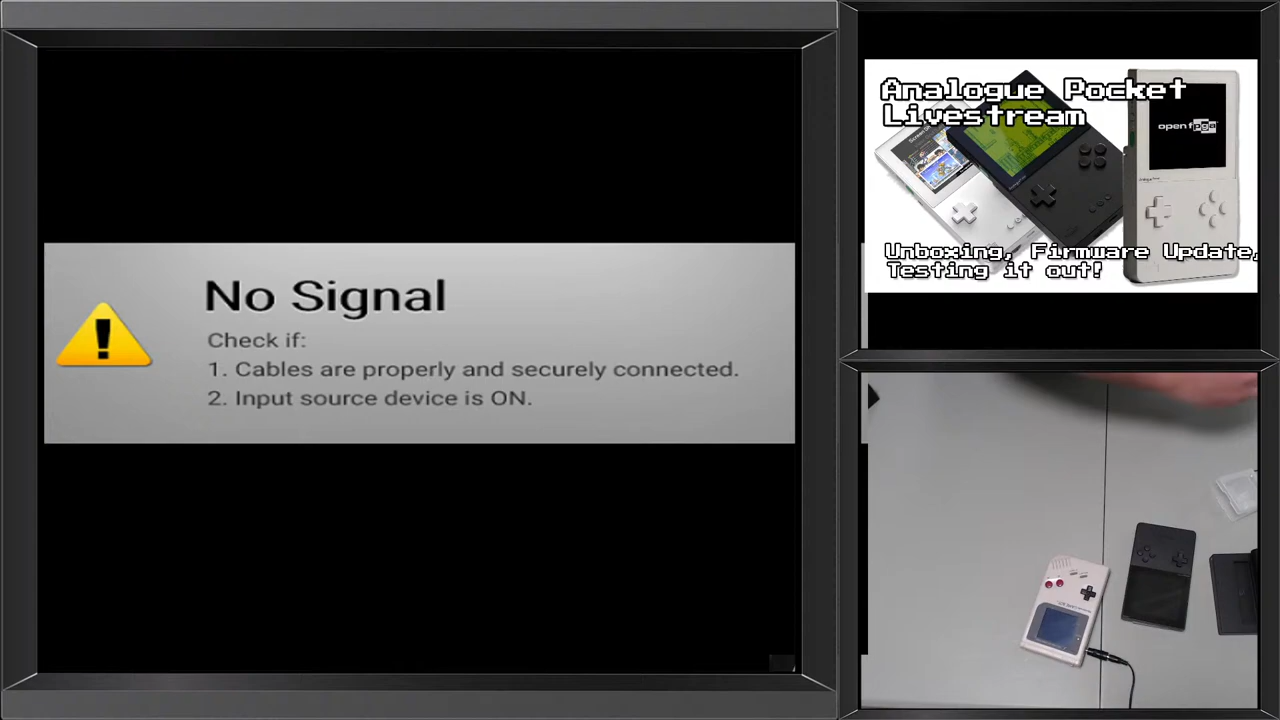 No Signal
Check if:
1. Cables are properly and securely connected.
2. Input source device is ON.
Analogue Pocket
Livestream
openfpga
Unboxing, Firmware Update,
Testing it out!